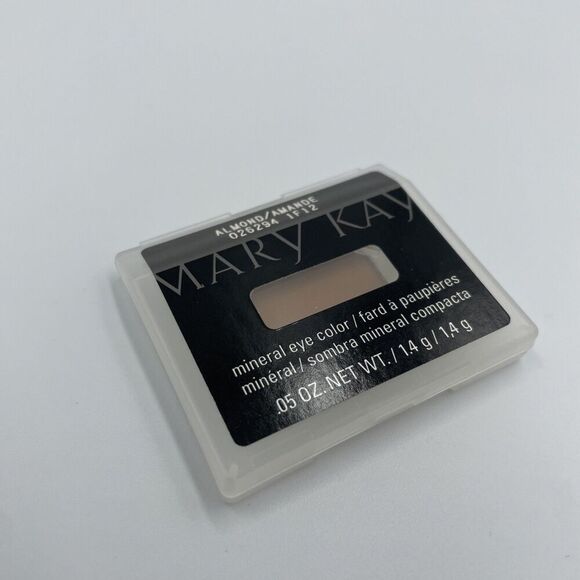 ALMOND/AMANDE
026294 1F12
MARY KAY
mineral eye color / fard à paupières
minéral / sombra mineral compacta
.05 OZ. NET WT. / 1.4 g / 1,4 g